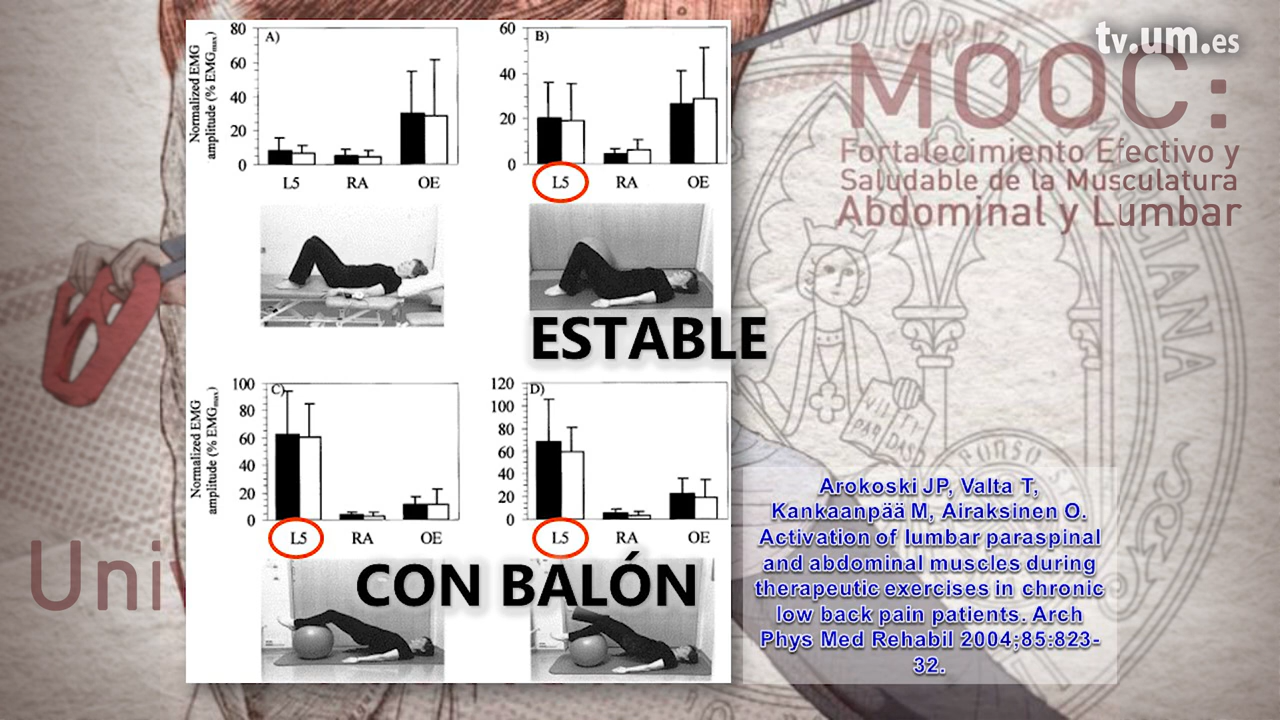 tv.um.es
MOOC:
Fortalecimiento Efectivo y
Saludable de la Musculatura
Abdominal y Lumbar
Uni
A)
Normalized EMG
amplitude (% EMGmax)
80
60
40
20
0
L5 RA OE
B)
60
40
20
0
L5 RA OE
ESTABLE
C)
Normalized EMG
amplitude (% EMGmax)
100
80
60
40
20
0
L5 RA OE
D)
120
100
80
60
40
20
0
L5 RA OE
CON BALÓN
Arokoski JP, Valta T,
Kankaanpää M, Airaksinen O.
Activation of lumbar paraspinal
and abdominal muscles during
therapeutic exercises in chronic
low back pain patients. Arch
Phys Med Rehabil 2004;85:823-
32.